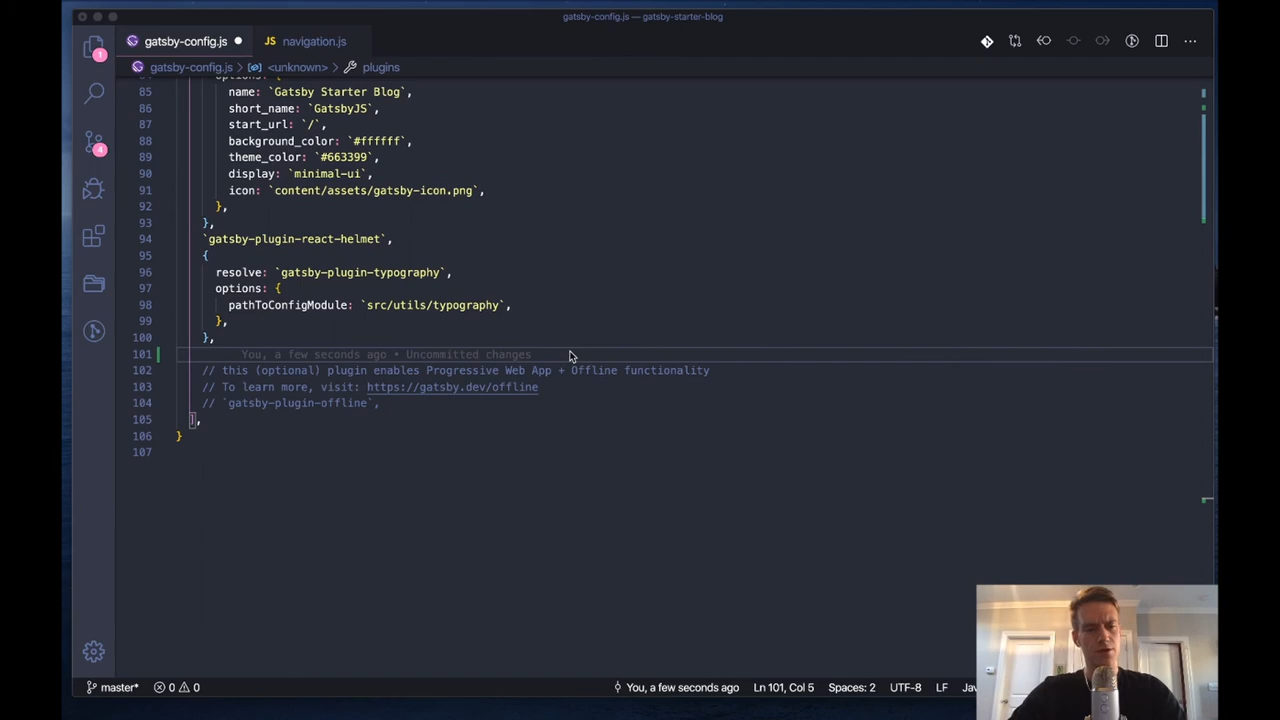 gatsby-config.js — gatsby-starter-blog
gatsby-config.js
JS navigation.js
gatsby-config.js > <unknown> > plugins
85 name: `Gatsby Starter Blog`,
86 short_name: `GatsbyJS`,
87 start_url: `/`,
88 background_color: `#ffffff`,
89 theme_color: `#663399`,
90 display: `minimal-ui`,
91 icon: `content/assets/gatsby-icon.png`,
92 },
93 },
94 `gatsby-plugin-react-helmet`,
95 {
96 resolve: `gatsby-plugin-typography`,
97 options: {
98 pathToConfigModule: `src/utils/typography`,
99 },
100 },
101 You, a few seconds ago • Uncommitted changes
102 // this (optional) plugin enables Progressive Web App + Offline functionality
103 // To learn more, visit: https://gatsby.dev/offline
104 // `gatsby-plugin-offline`,
105 ],
106 }
107
1
4
master* 0 0 You, a few seconds ago Ln 101, Col 5 Spaces: 2 UTF-8 LF